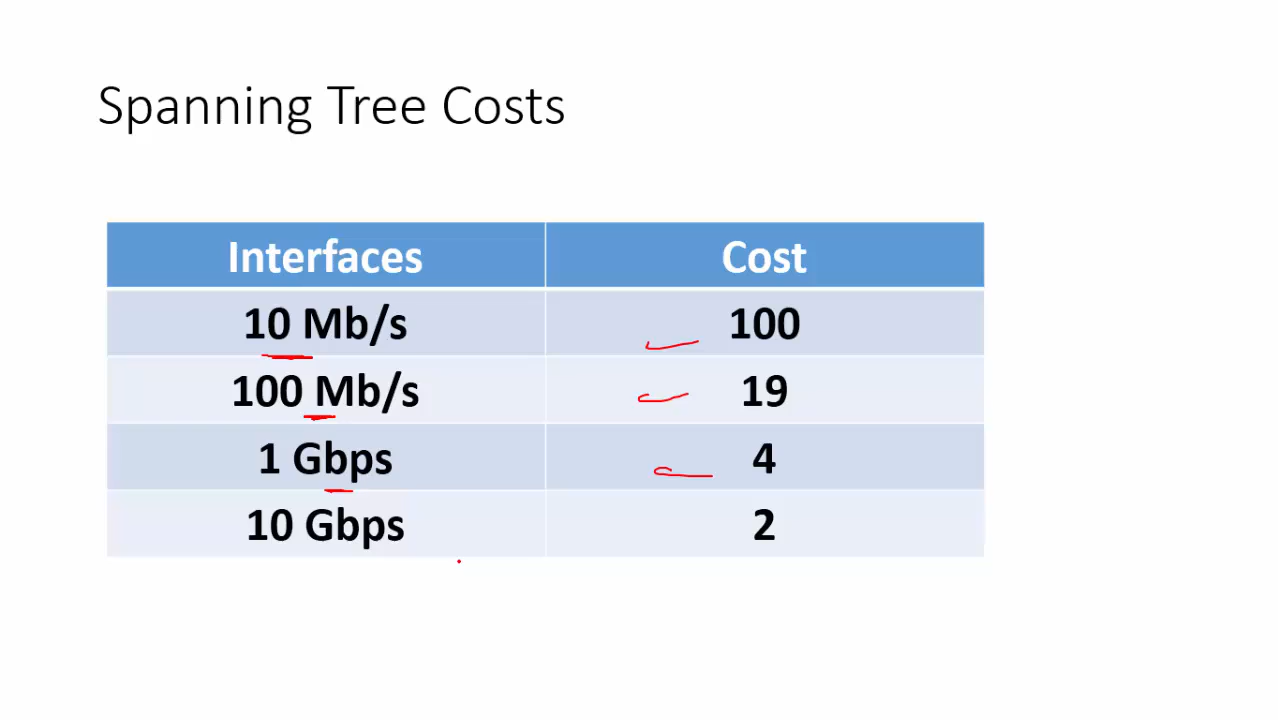 Spanning Tree Costs
Interfaces Cost
10 Mb/s 100
100 Mb/s 19
1 Gbps 4
10 Gbps 2